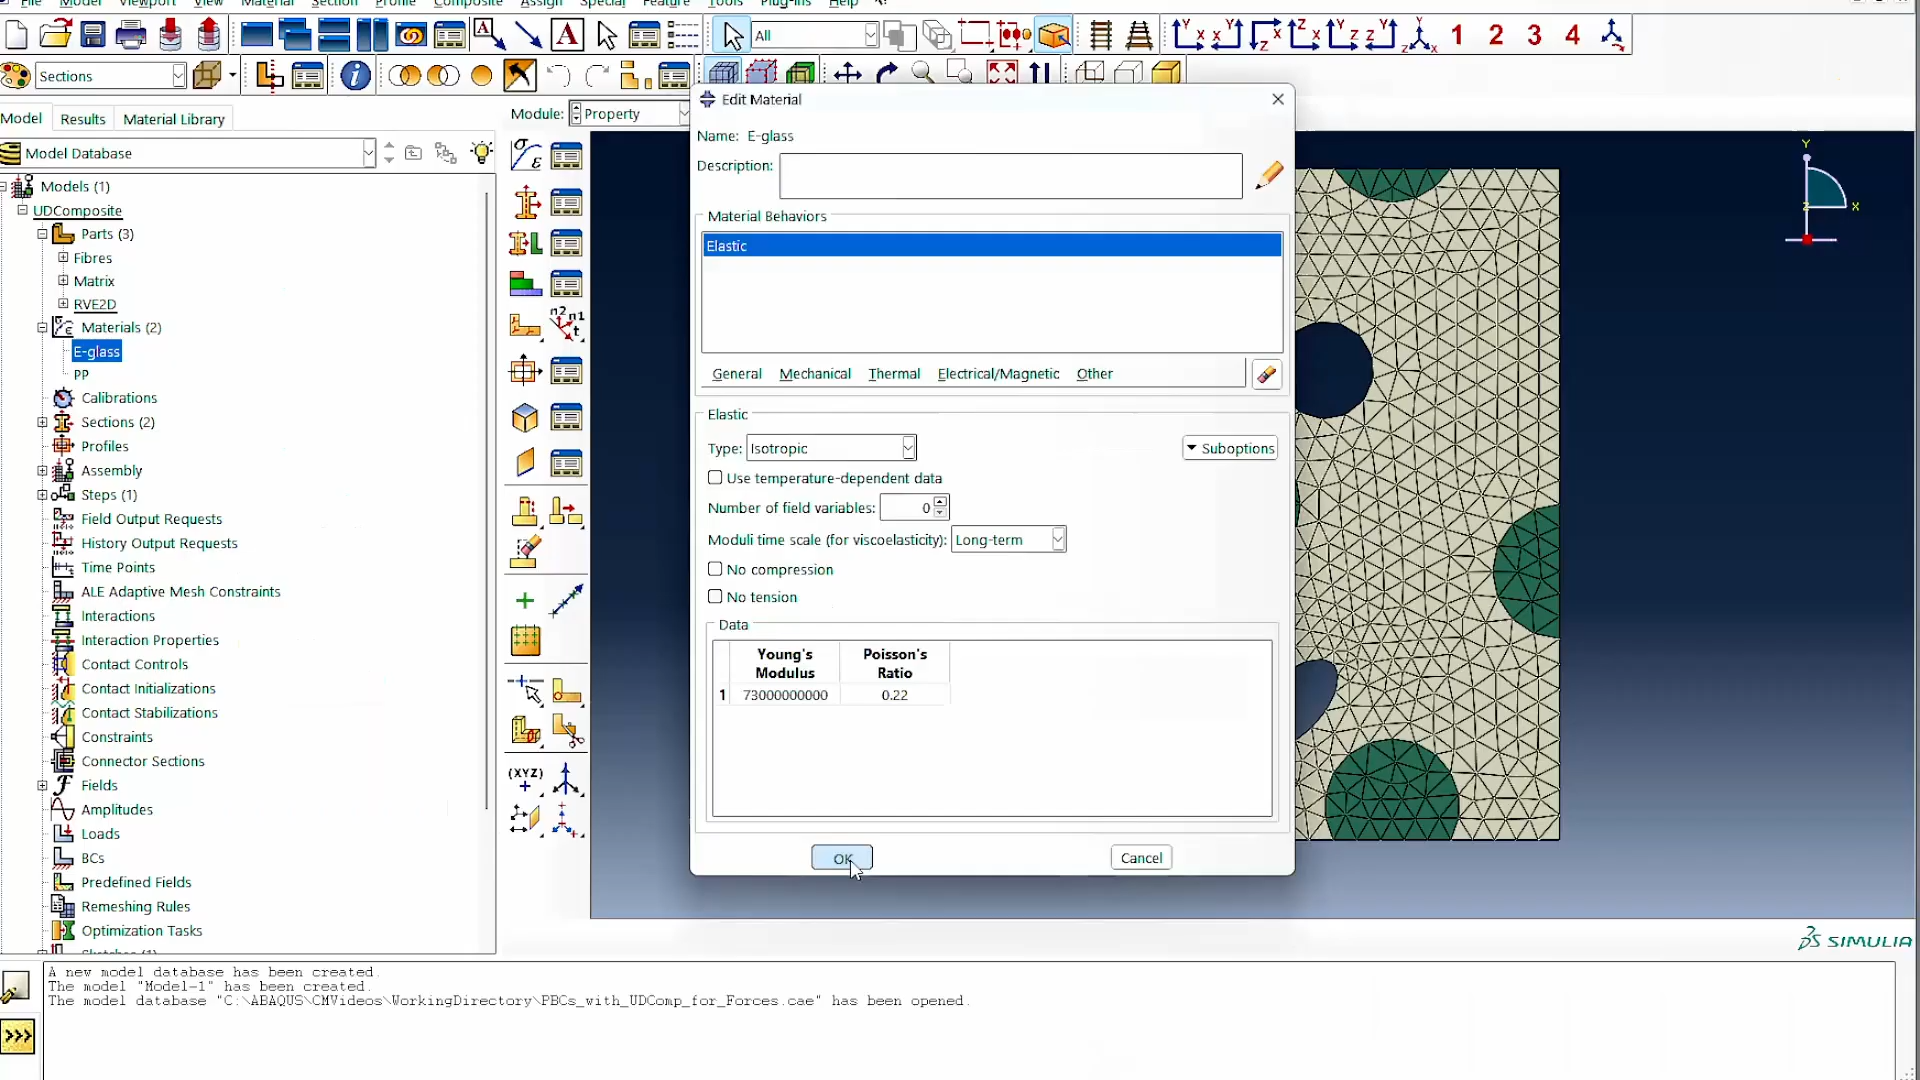 File Model Viewport View Material Section Profile Composite Assign Special Feature Tools Plug-ins Help
All
1 2 3 4
Sections
Model Results Material Library
Module: Property
Model Database
Models (1)
UDComposite
Parts (3)
Fibres
Matrix
RVE2D
Materials (2)
E-glass
PP
Calibrations
Sections (2)
Profiles
Assembly
Steps (1)
Field Output Requests
History Output Requests
Time Points
ALE Adaptive Mesh Constraints
Interactions
Interaction Properties
Contact Controls
Contact Initializations
Contact Stabilizations
Constraints
Connector Sections
Fields
Amplitudes
Loads
BCs
Predefined Fields
Remeshing Rules
Optimization Tasks
Sketches (1)
(XYZ)
Edit Material
Name: E-glass
Description:
Material Behaviors
Elastic
General Mechanical Thermal Electrical/Magnetic Other
Elastic
Type: Isotropic
Suboptions
Use temperature-dependent data
Number of field variables: 0
Moduli time scale (for viscoelasticity): Long-term
No compression
No tension
Data
Young's Modulus
Poisson's Ratio
1 73000000000 0.22
OK Cancel
Y
X
Z
SIMULIA
A new model database has been created.
The model "Model-1" has been created.
The model database "C:\ABAQUS\CMVideos\WorkingDirectory\PBCs_with_UDComp_for_Forces.cae" has been opened.
>>>